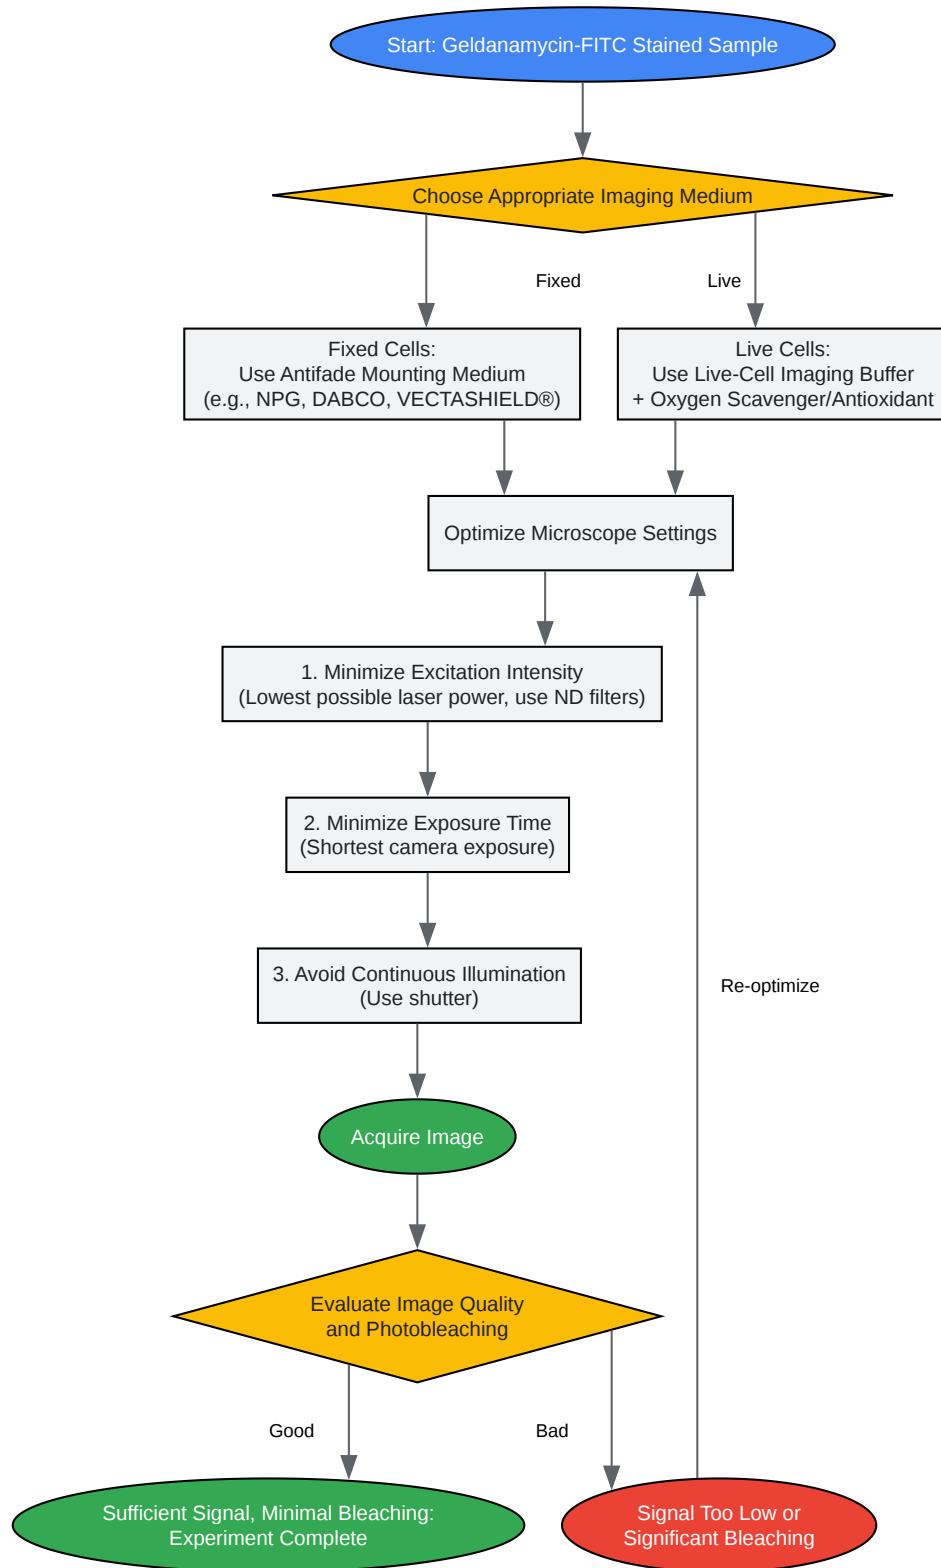 Start: Geldanamycin-FITC Stained Sample
Choose Appropriate Imaging Medium
Fixed
Live
Fixed Cells:
Use Antifade Mounting Medium
(e.g., NPG, DABCO, VECTASHIELD®)
Live Cells:
Use Live-Cell Imaging Buffer
+ Oxygen Scavenger/Antioxidant
Optimize Microscope Settings
1. Minimize Excitation Intensity
(Lowest possible laser power, use ND filters)
2. Minimize Exposure Time
(Shortest camera exposure)
3. Avoid Continuous Illumination
(Use shutter)
Re-optimize
Acquire Image
Evaluate Image Quality
and Photobleaching
Good
Bad
Sufficient Signal, Minimal Bleaching:
Experiment Complete
Signal Too Low or
Significant Bleaching